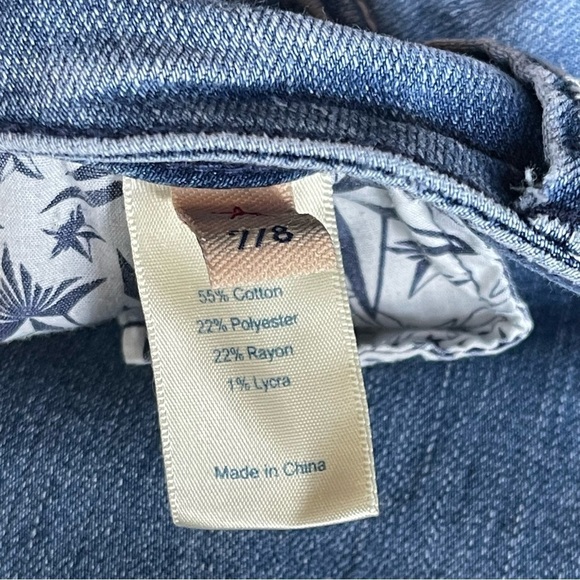 7/8
55% Cotton
22% Polyester
22% Rayon
1% Lycra
Made in China